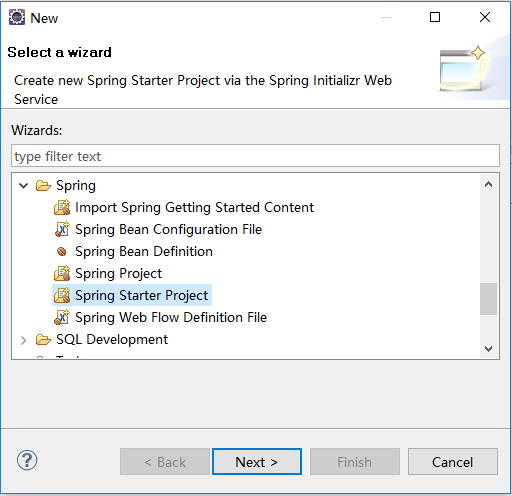 New
Select a wizard
Create new Spring Starter Project via the Spring Initializr Web
Service
Wizards:
type filter text
Spring
Import Spring Getting Started Content
Spring Bean Configuration File
Spring Bean Definition
Spring Project
Spring Starter Project
Spring Web Flow Definition File
SQL Development
?
< Back
Next >
Finish
Cancel